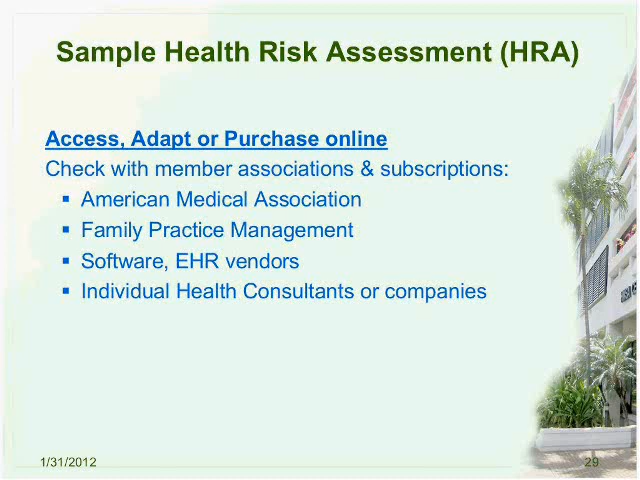 Sample Health Risk Assessment (HRA)
Access, Adapt or Purchase online
Check with member associations & subscriptions:
▪ American Medical Association
▪ Family Practice Management
▪ Software, EHR vendors
▪ Individual Health Consultants or companies
1/31/2012
29